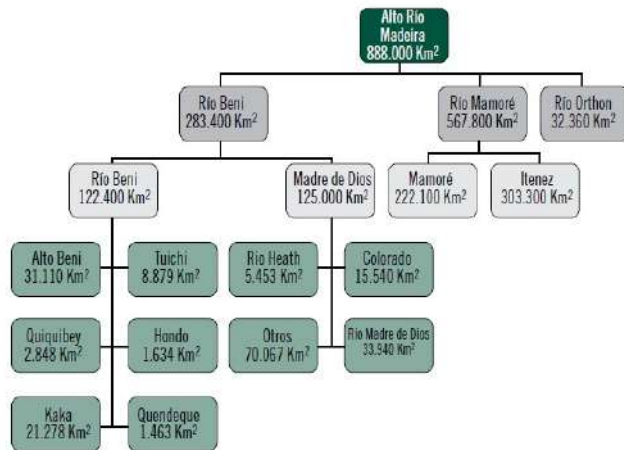 Alto Río
Madeira
888.000 Km²
Río Beni
283.400 Km²
Río Mamoré
567.800 Km²
Río Orthon
32.360 Km²
Río Beni
122.400 Km²
Madre de Dios
125.000 Km²
Mamoré
222.100 Km²
Itenez
303.300 Km²
Alto Beni
31.110 Km²
Tuichi
8.879 Km²
Rio Heath
5.453 Km²
Colorado
15.540 Km²
Quiquibey
2.848 Km²
Hondo
1.634 Km²
Otros
70.067 Km²
Río Madre de Dios
33.940 Km²
Kaka
21.278 Km²
Quendeque
1.463 Km²